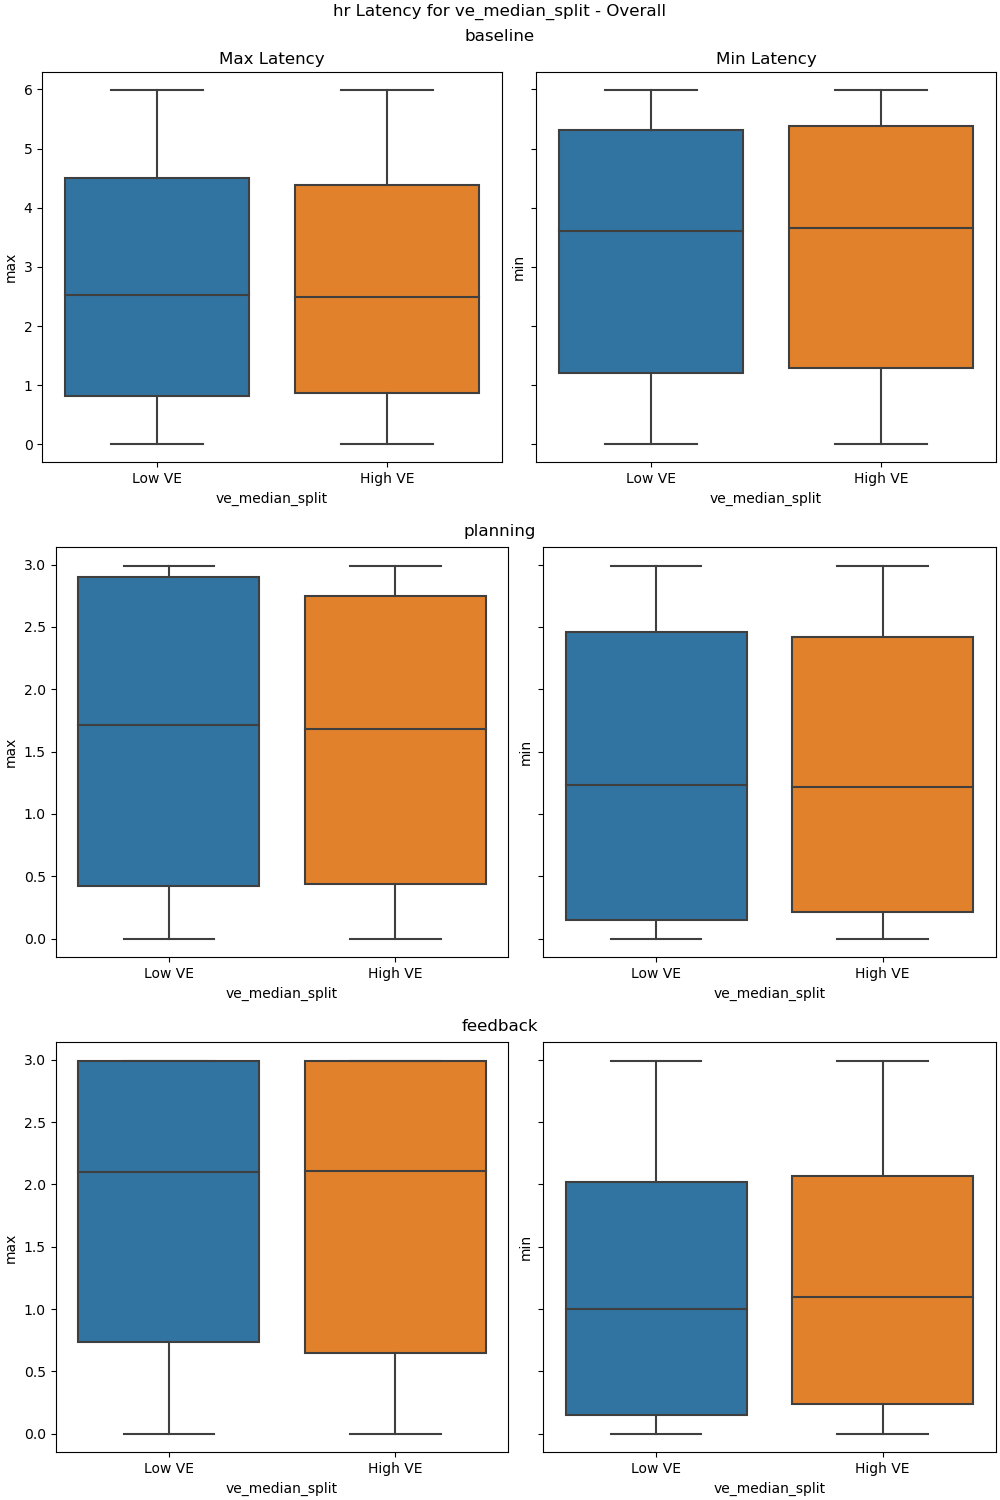 hr Latency for ve_median_split - Overall
baseline
Max Latency
Min Latency
6
5
4
3
2
1
0
max
min
Low VE
High VE
Low VE
High VE
ve_median_split
ve_median_split
planning
3.0
2.5
2.0
1.5
1.0
0.5
0.0
max
min
Low VE
High VE
Low VE
High VE
ve_median_split
ve_median_split
feedback
3.0
2.5
2.0
1.5
1.0
0.5
0.0
max
min
Low VE
High VE
Low VE
High VE
ve_median_split
ve_median_split